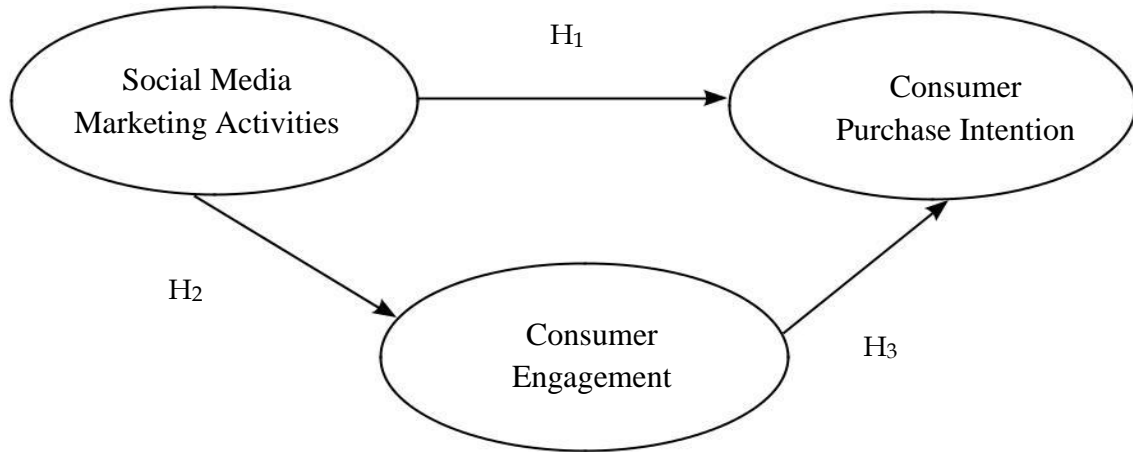 H₁
Social Media
Marketing Activities
Consumer
Purchase Intention
H₂
Consumer
Engagement
H₃